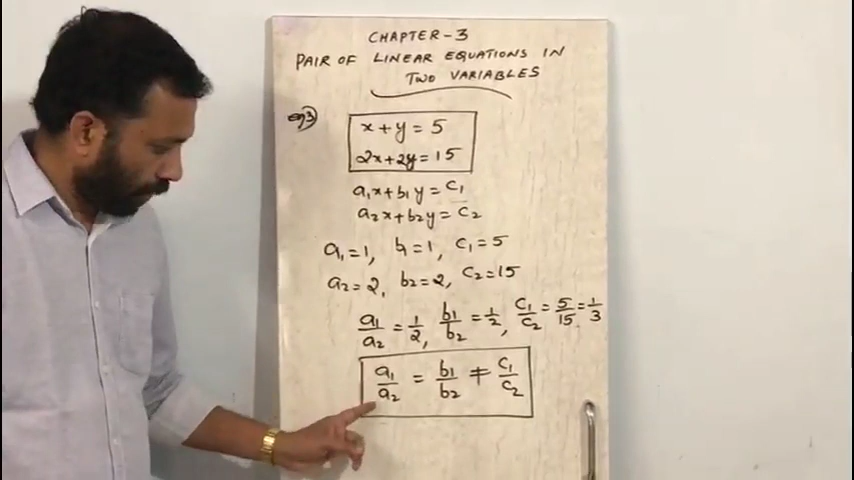 CHAPTER-3
PAIR OF LINEAR EQUATIONS IN
TWO VARIABLES
eg3)
x+y=5
2x+2y=15
a₁x+b₁y=c₁
a₂x+b₂y=c₂
a₁=1, b₁=1, c₁=5
a₂=2, b₂=2, c₂=15
a₁/a₂ = 1/2, b₁/b₂ = 1/2, c₁/c₂ = 5/15 = 1/3
a₁/a₂ = b₁/b₂ ≠ c₁/c₂